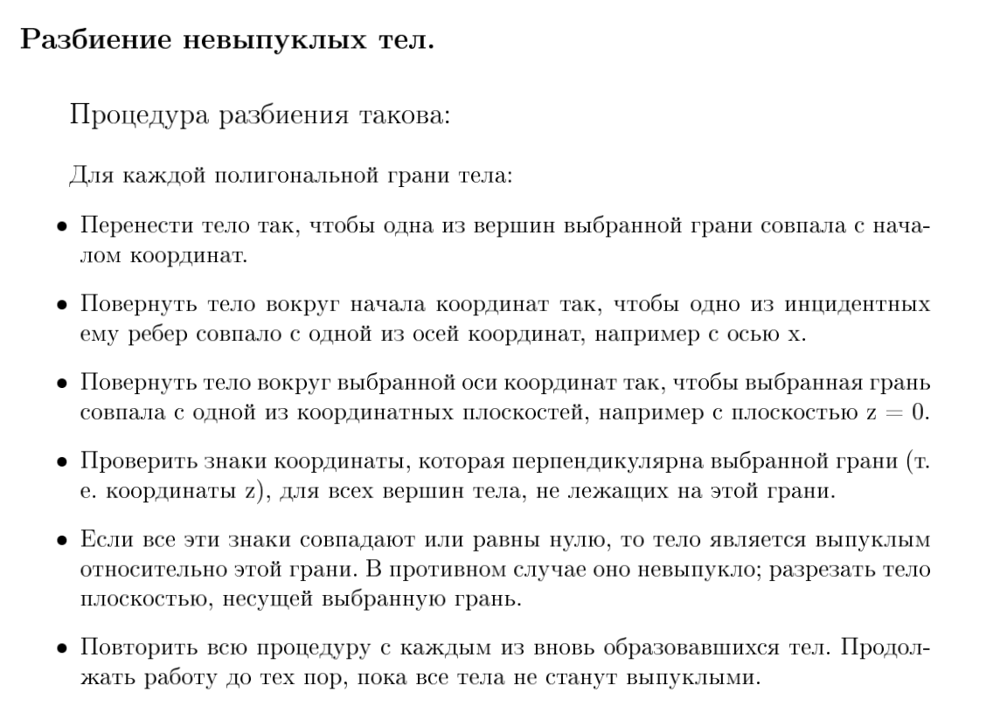 Разбиение невыпуклых тел.
Процедура разбиения такова:
Для каждой полигональной грани тела:
• Перенести тело так, чтобы одна из вершин выбранной грани совпала с нача-
лом координат.
• Повернуть тело вокруг начала координат так, чтобы одно из инцидентных
ему ребер совпало с одной из осей координат, например с осью x.
• Повернуть тело вокруг выбранной оси координат так, чтобы выбранная грань
совпала с одной из координатных плоскостей, например с плоскостью z = 0.
• Проверить знаки координаты, которая перпендикулярна выбранной грани (т.
е. координаты z), для всех вершин тела, не лежащих на этой грани.
• Если все эти знаки совпадают или равны нулю, то тело является выпуклым
относительно этой грани. В противном случае оно невыпукло; разрезать тело
плоскостью, несущей выбранную грань.
• Повторить всю процедуру с каждым из вновь образовавшихся тел. Продол-
жать работу до тех пор, пока все тела не станут выпуклыми.